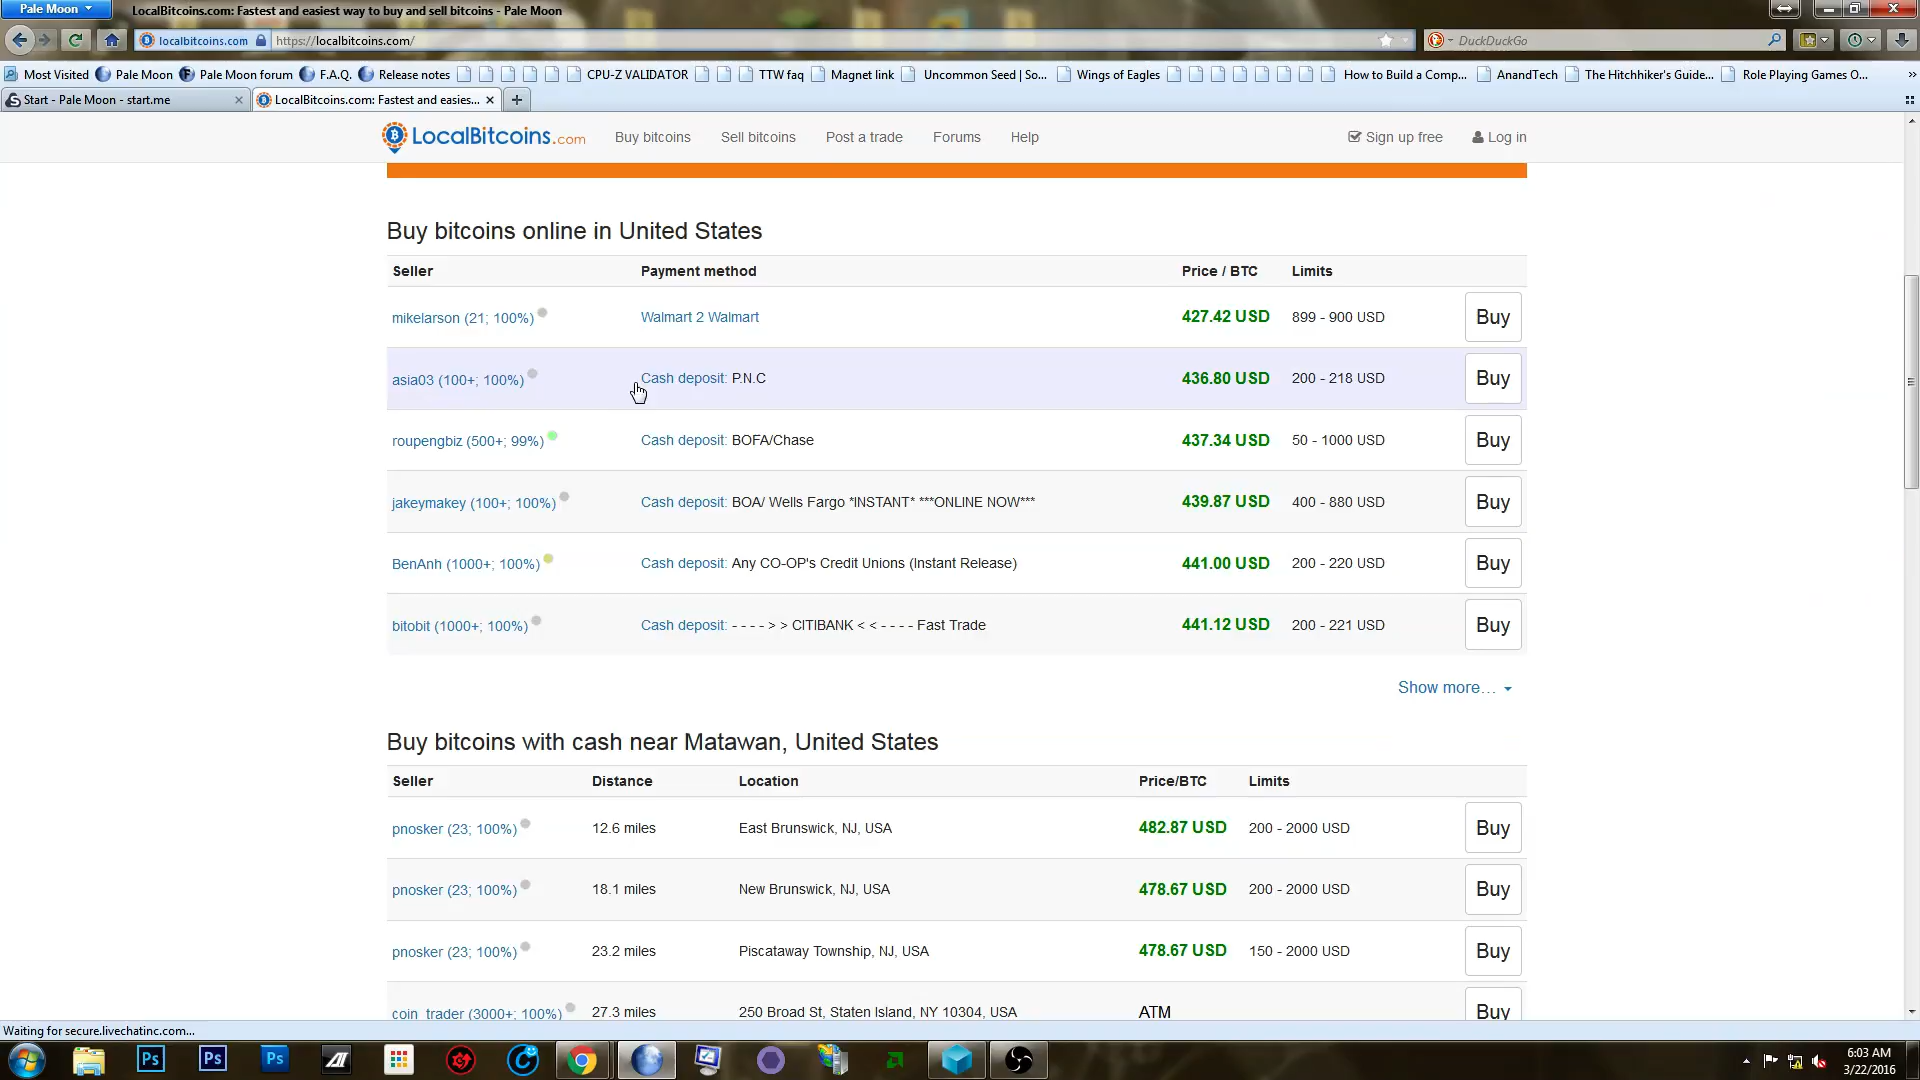 Pale Moon
LocalBitcoins.com: Fastest and easiest way to buy and sell bitcoins - Pale Moon
localbitcoins.com
https://localbitcoins.com/
DuckDuckGo
Most Visited Pale Moon Pale Moon forum F.A.Q. Release notes CPU-Z VALIDATOR TTW faq Magnet link Uncommon Seed | So... Wings of Eagles How to Build a Comp... AnandTech The Hitchhiker's Guide... Role Playing Games O... »
Start - Pale Moon - start.me
LocalBitcoins.com: Fastest and easies...
LocalBitcoins.com Buy bitcoins Sell bitcoins Post a trade Forums Help Sign up free Log in
Buy bitcoins online in United States
Seller Payment method Price / BTC Limits
mikelarson (21; 100%) Walmart 2 Walmart 427.42 USD 899 - 900 USD Buy
asia03 (100+; 100%) Cash deposit: P.N.C 436.80 USD 200 - 218 USD Buy
roupengbiz (500+; 99%) Cash deposit: BOFA/Chase 437.34 USD 50 - 1000 USD Buy
jakeymakey (100+; 100%) Cash deposit: BOA/ Wells Fargo *INSTANT* ***ONLINE NOW*** 439.87 USD 400 - 880 USD Buy
BenAnh (1000+; 100%) Cash deposit: Any CO-OP's Credit Unions (Instant Release) 441.00 USD 200 - 220 USD Buy
bitobit (1000+; 100%) Cash deposit: - - - - > > CITIBANK < < - - - - Fast Trade 441.12 USD 200 - 221 USD Buy
Show more…
Buy bitcoins with cash near Matawan, United States
Seller Distance Location Price/BTC Limits
pnosker (23; 100%) 12.6 miles East Brunswick, NJ, USA 482.87 USD 200 - 2000 USD Buy
pnosker (23; 100%) 18.1 miles New Brunswick, NJ, USA 478.67 USD 200 - 2000 USD Buy
pnosker (23; 100%) 23.2 miles Piscataway Township, NJ, USA 478.67 USD 150 - 2000 USD Buy
coin_trader (3000+; 100%) 27.3 miles 250 Broad St, Staten Island, NY 10304, USA ATM Buy
Waiting for secure.livechatinc.com...
Ps Ps Ps
6:03 AM
3/22/2016